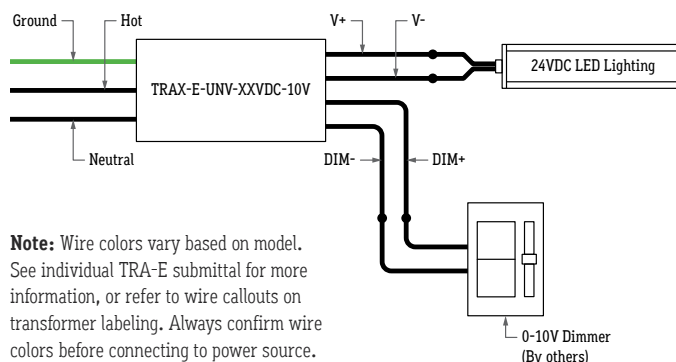 Ground
Hot
V+
V-
TRAX-E-UNV-XXVDC-10V
24VDC LED Lighting
Neutral
DIM-
DIM+
Note: Wire colors vary based on model.
See individual TRA-E submittal for more
information, or refer to wire callouts on
transformer labeling. Always confirm wire
colors before connecting to power source.
0-10V Dimmer
(By others)